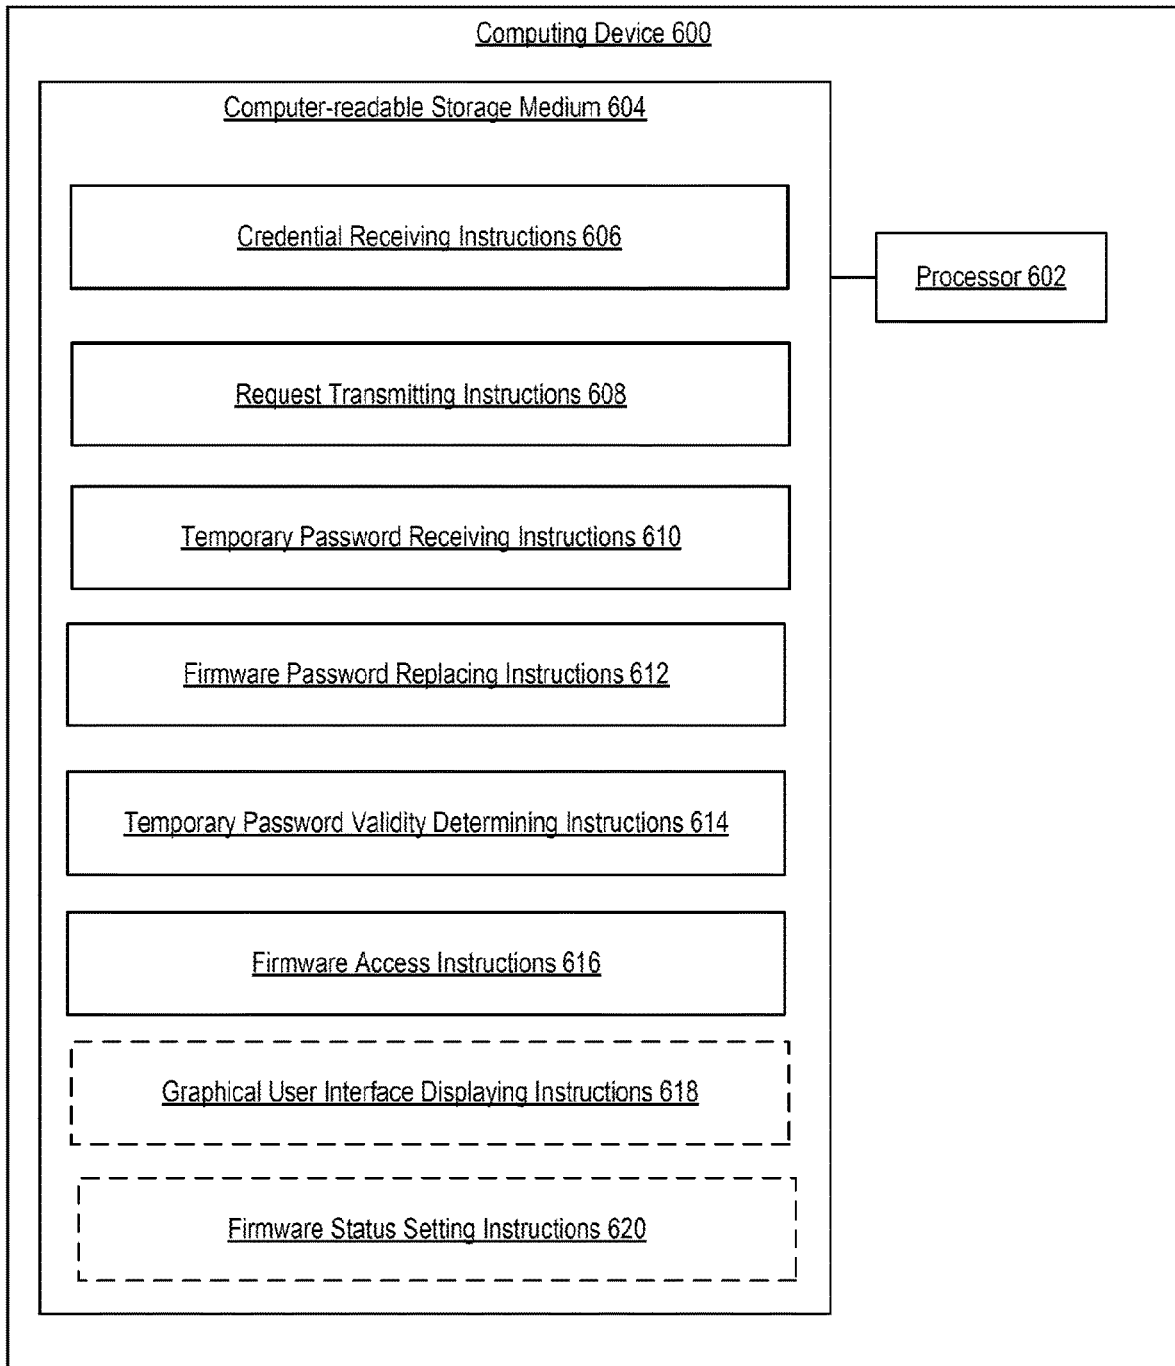 Computing Device 600
Computer-readable Storage Medium 604
Credential Receiving Instructions 606
Processor 602
Request Transmitting Instructions 608
Temporary Password Receiving Instructions 610
Firmware Password Replacing Instructions 612
Temporary Password Validity Determining Instructions 614
Firmware Access Instructions 616
Graphical User Interface Displaying Instructions 618
Firmware Status Setting Instructions 620